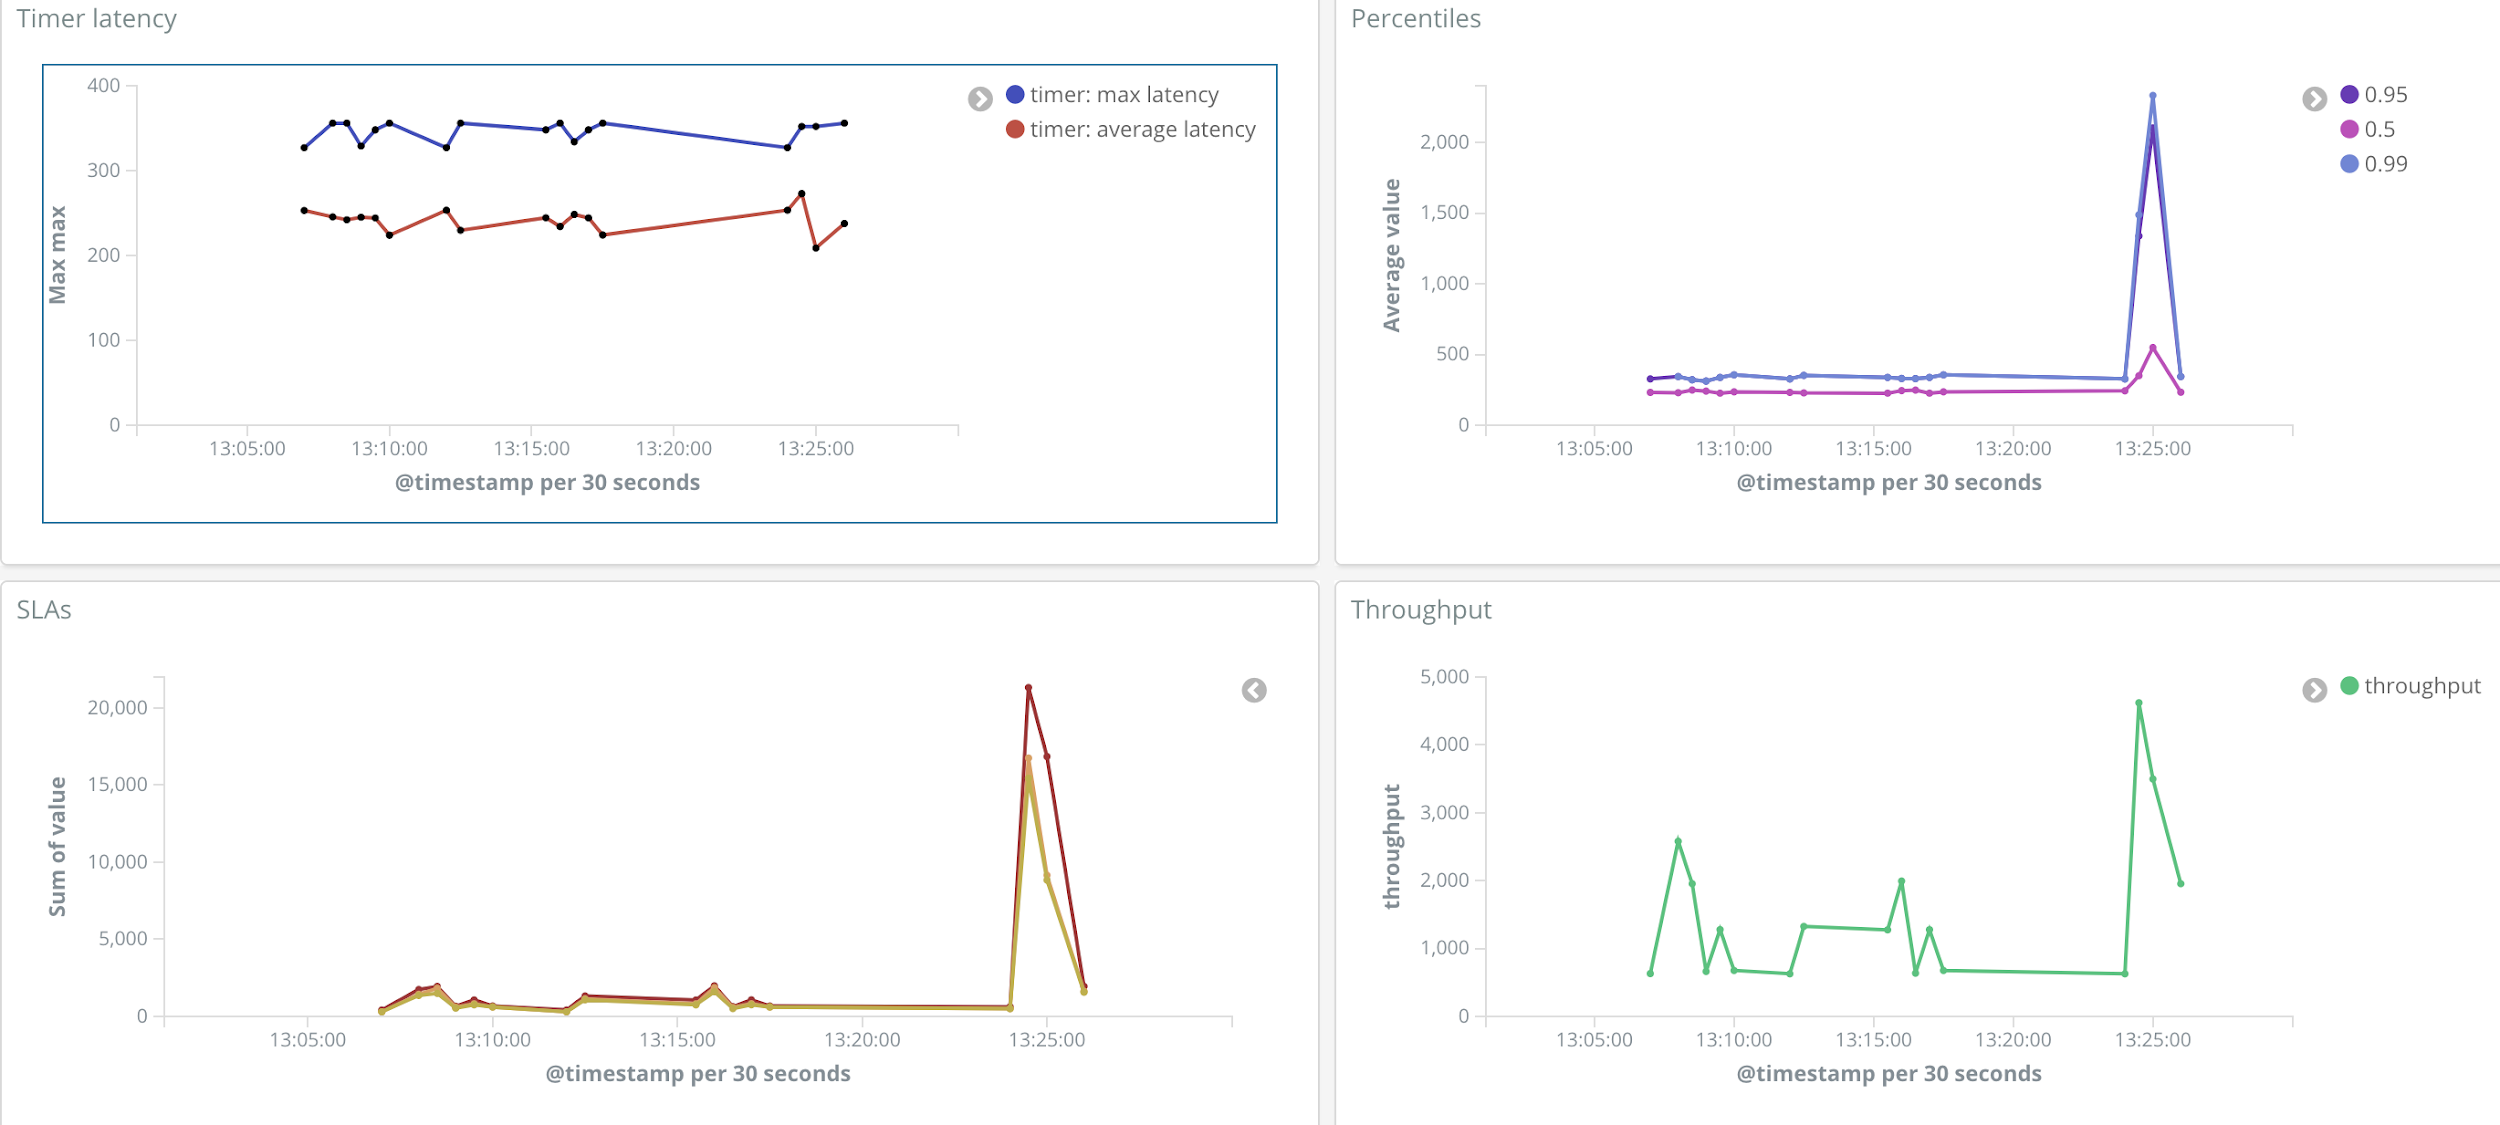 Timer latency
400
300
200
100
0
Max max
13:05:00 13:10:00 13:15:00 13:20:00 13:25:00
@timestamp per 30 seconds
timer: max latency
timer: average latency
Percentiles
2,000
1,500
1,000
500
0
Average value
13:05:00 13:10:00 13:15:00 13:20:00 13:25:00
@timestamp per 30 seconds
0.95
0.5
0.99
SLAs
20,000
15,000
10,000
5,000
0
Sum of value
13:05:00 13:10:00 13:15:00 13:20:00 13:25:00
@timestamp per 30 seconds
Throughput
5,000
4,000
3,000
2,000
1,000
0
throughput
13:05:00 13:10:00 13:15:00 13:20:00 13:25:00
@timestamp per 30 seconds
throughput